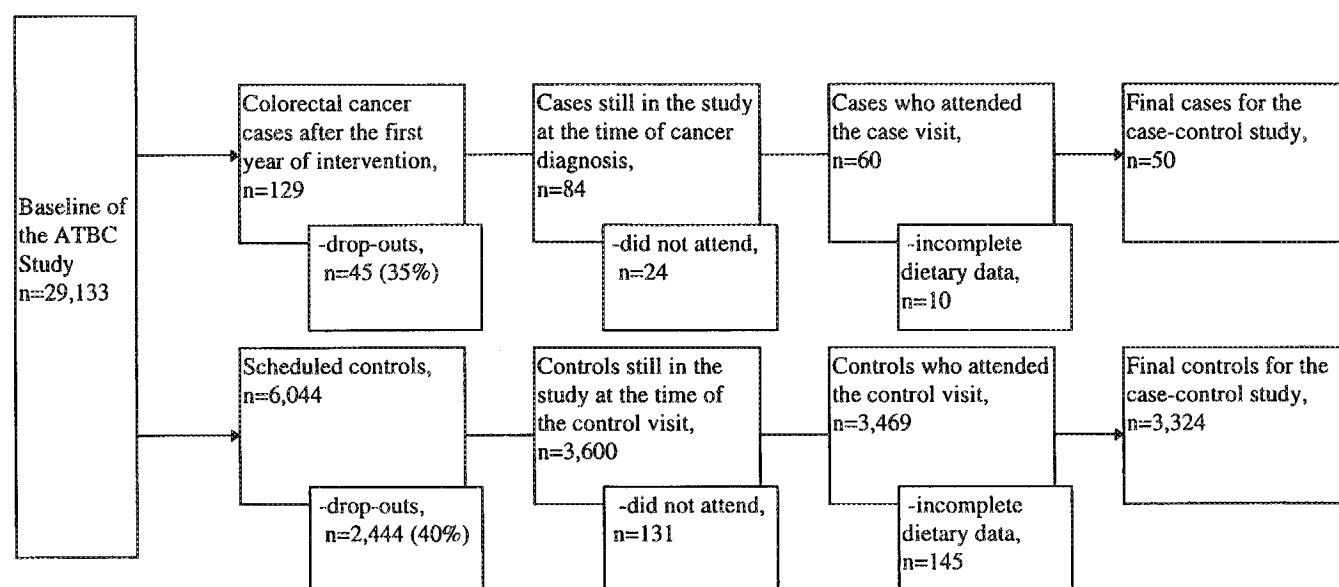 Baseline of
the ATBC
Study
n=29,133
Colorectal cancer
cases after the first
year of intervention,
n=129
-drop-outs,
n=45 (35%)
Cases still in the study
at the time of cancer
diagnosis,
n=84
-did not attend,
n=24
Cases who attended
the case visit,
n=60
-incomplete
dietary data,
n=10
Final cases for the
case-control study,
n=50
Scheduled controls,
n=6,044
-drop-outs,
n=2,444 (40%)
Controls still in the
study at the time of
the control visit,
n=3,600
-did not attend,
n=131
Controls who attended
the control visit,
n=3,469
-incomplete
dietary data,
n=145
Final controls for the
case-control study,
n=3,324